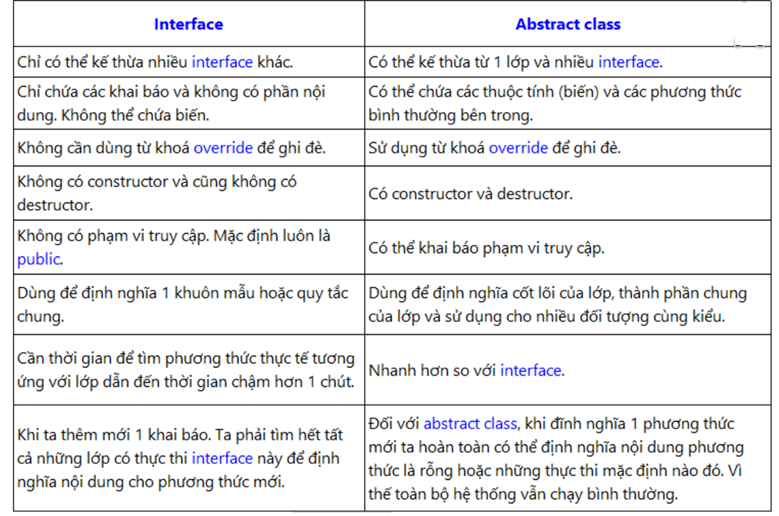 Interface
Abstract class
Chỉ có thể kế thừa nhiều interface khác.
Có thể kế thừa từ 1 lớp và nhiều interface.
Chỉ chứa các khai báo và không có phần nội
dung. Không thể chứa biến.
Có thể chứa các thuộc tính (biến) và các phương thức
bình thường bên trong.
Không cần dùng từ khoá override để ghi đè.
Sử dụng từ khoá override để ghi đè.
Không có constructor và cũng không có
destructor.
Có constructor và destructor.
Không có phạm vi truy cập. Mặc định luôn là
public.
Có thể khai báo phạm vi truy cập.
Dùng để định nghĩa 1 khuôn mẫu hoặc quy tắc
chung.
Dùng để định nghĩa cốt lõi của lớp, thành phần chung
của lớp và sử dụng cho nhiều đối tượng cùng kiểu.
Cần thời gian để tìm phương thức thực tế tương
ứng với lớp dẫn đến thời gian chậm hơn 1 chút.
Nhanh hơn so với interface.
Khi ta thêm mới 1 khai báo. Ta phải tìm hết tất
cả những lớp có thực thi interface này để định
nghĩa nội dung cho phương thức mới.
Đối với abstract class, khi đĩnh nghĩa 1 phương thức
mới ta hoàn toàn có thể định nghĩa nội dung phương
thức là rỗng hoặc những thực thi mặc định nào đó. Vì
thế toàn bộ hệ thống vẫn chạy bình thường.